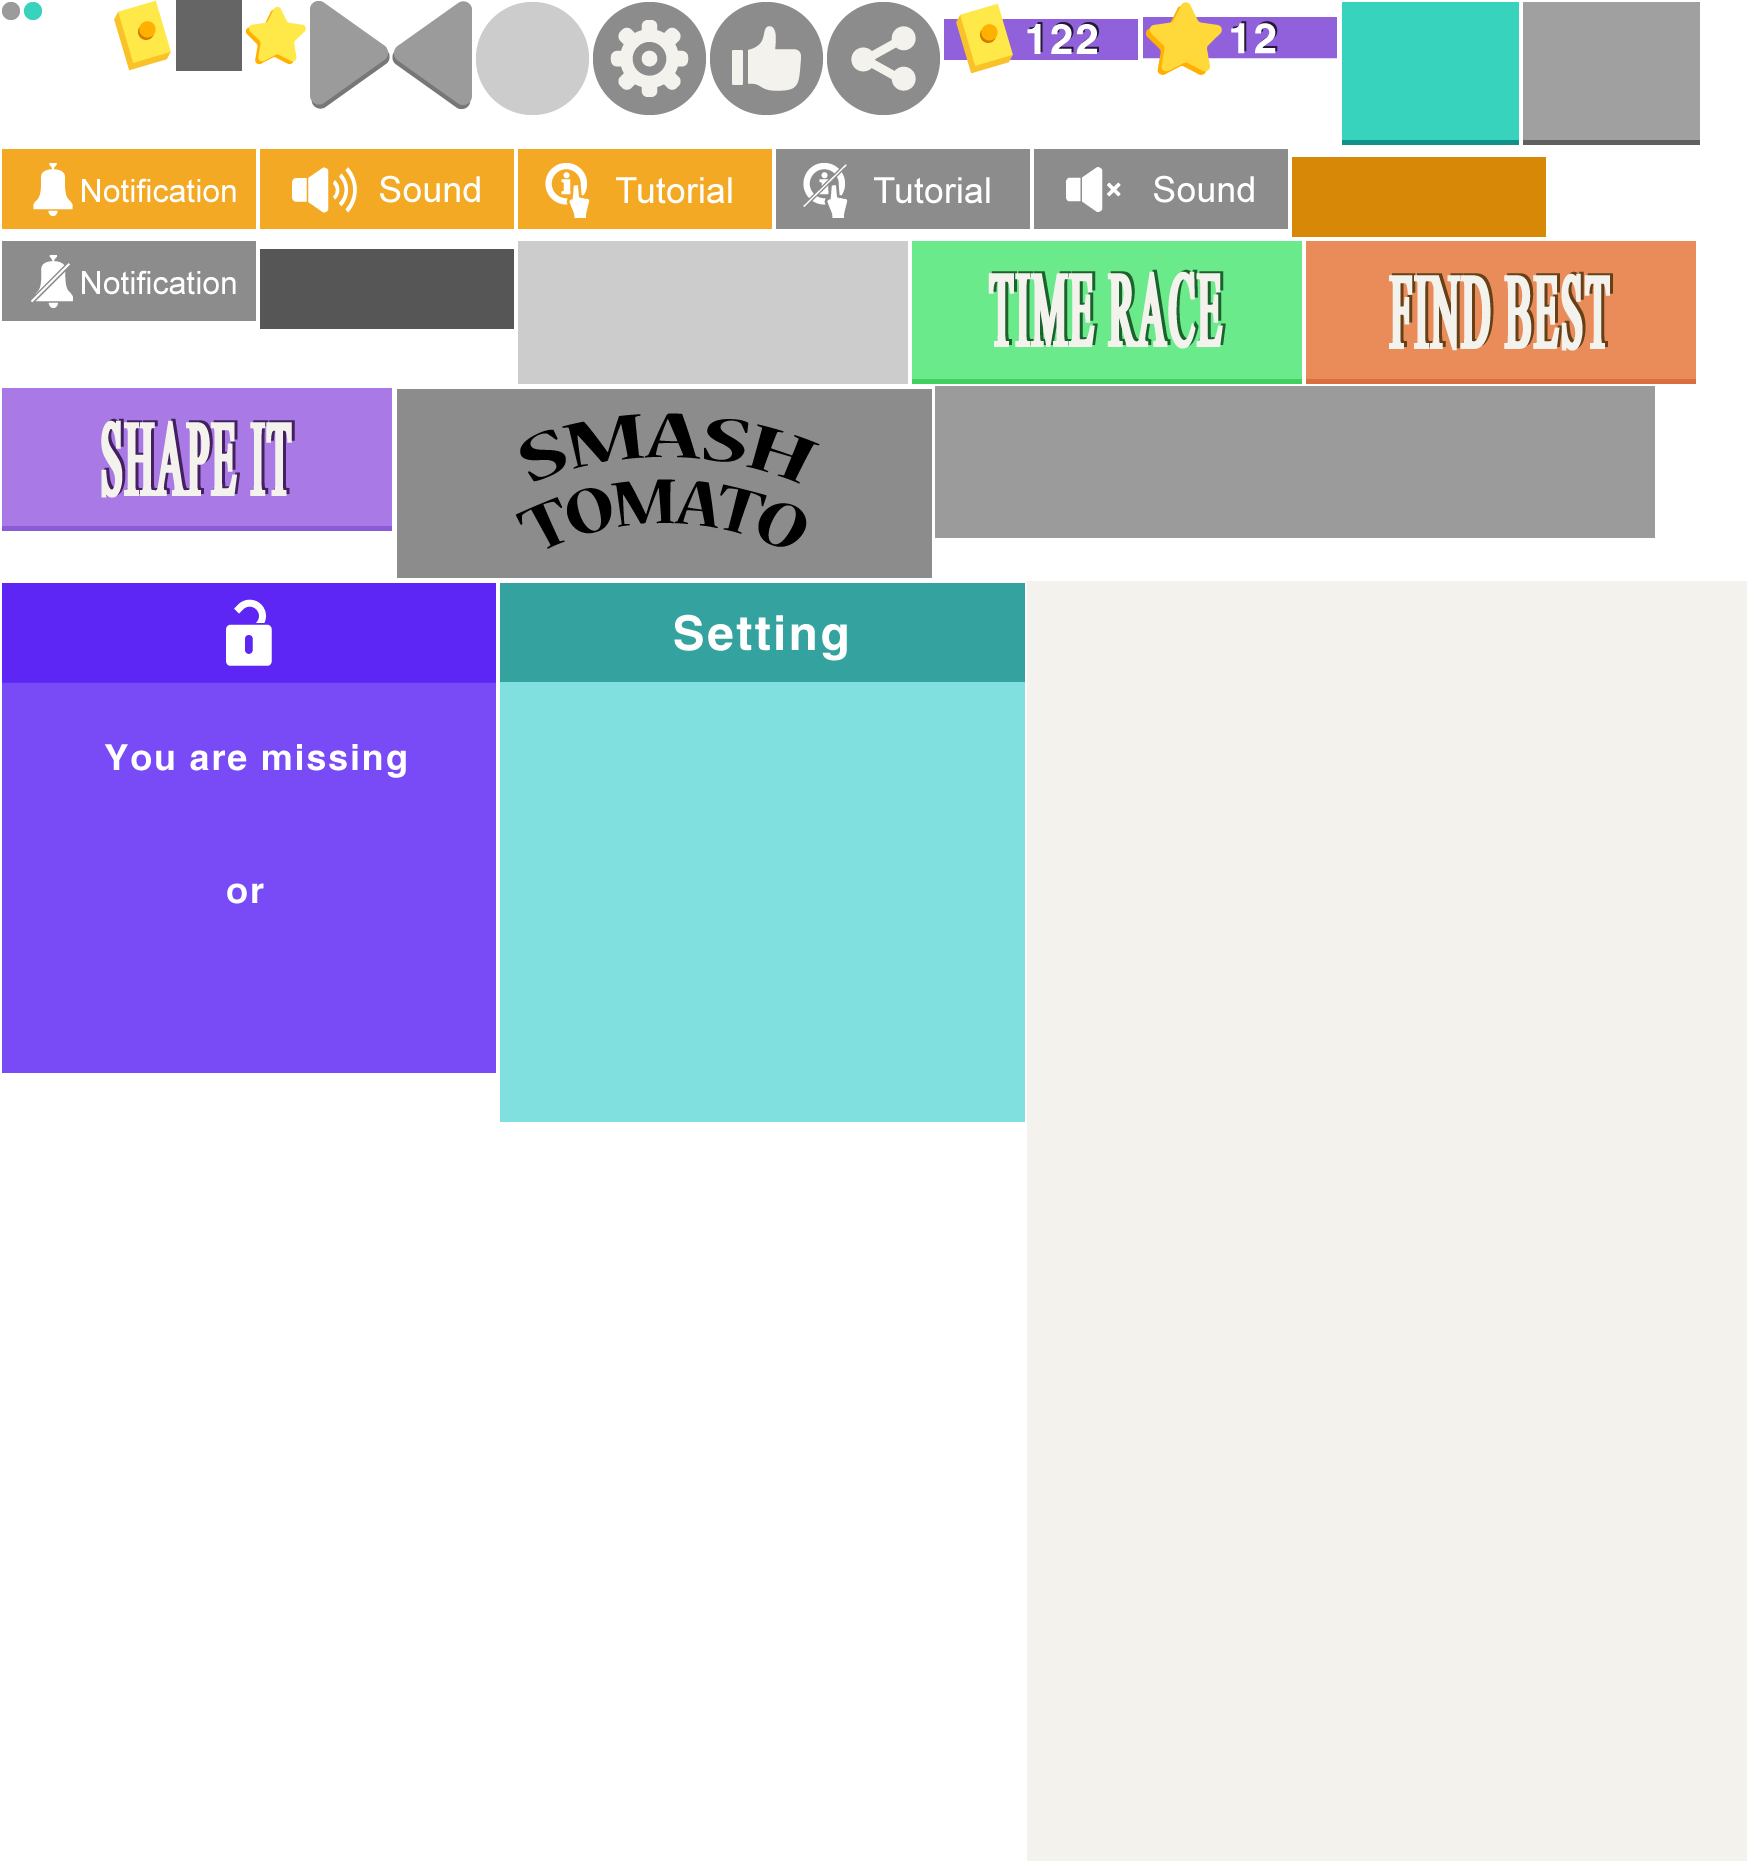 122
12
Notification
Sound
Tutorial
Tutorial
Sound
Notification
TIME RACE
FIND BEST
SHAPE IT
SMASH
TOMATO
Setting
You are missing
or